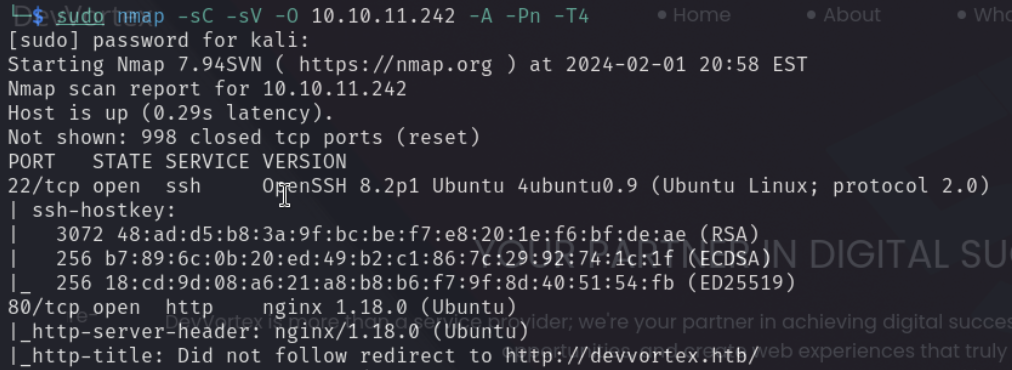 DevVortex
Home About Who
└─$ sudo nmap -sC -sV -O 10.10.11.242 -A -Pn -T4
[sudo] password for kali:
Starting Nmap 7.94SVN ( https://nmap.org ) at 2024-02-01 20:58 EST
Nmap scan report for 10.10.11.242
Host is up (0.29s latency).
Not shown: 998 closed tcp ports (reset)
PORT   STATE SERVICE VERSION
22/tcp open  ssh     OpenSSH 8.2p1 Ubuntu 4ubuntu0.9 (Ubuntu Linux; protocol 2.0)
| ssh-hostkey:
|   3072 48:ad:d5:b8:3a:9f:bc:be:f7:e8:20:1e:f6:bf:de:ae (RSA)
YOUR PARTNER IN DIGITAL SUC
|   256 b7:89:6c:0b:20:ed:49:b2:c1:86:7c:29:92:74:1c:1f (ECDSA)
|_  256 18:cd:9d:08:a6:21:a8:b8:b6:f7:9f:8d:40:51:54:fb (ED25519)
80/tcp open  http    nginx 1.18.0 (Ubuntu)
DevVortex is more than a service provider; we're your partner in achieving digital succes
|_http-server-header: nginx/1.18.0 (Ubuntu)
opportunities, and create web experiences that truly
|_http-title: Did not follow redirect to http://devvortex.htb/